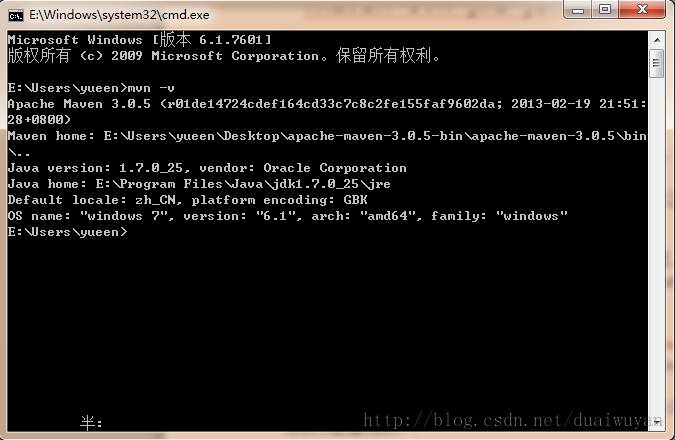 E:\Windows\system32\cmd.exe
Microsoft Windows [版本 6.1.7601]
版权所有 (c) 2009 Microsoft Corporation。保留所有权利。
E:\Users\yueen>mvn -v
Apache Maven 3.0.5 (r01de14724cdef164cd33c7c8c2fe155faf9602da; 2013-02-19 21:51:
28+0800)
Maven home: E:\Users\yueen\Desktop\apache-maven-3.0.5-bin\apache-maven-3.0.5\bin
\..
Java version: 1.7.0_25, vendor: Oracle Corporation
Java home: E:\Program Files\Java\jdk1.7.0_25\jre
Default locale: zh_CN, platform encoding: GBK
OS name: "windows 7", version: "6.1", arch: "amd64", family: "windows"
E:\Users\yueen>
半:
http://blog.csdn.net/duaiwuyan